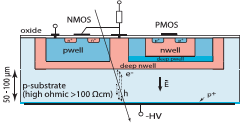 NMOS PMOS
oxide
pwell nwell
deep pwell
deep nwell
e⁻
50 - 100 μm
p-substrate
(high ohmic >100 Ωcm)
h
E
p⁺
-HV